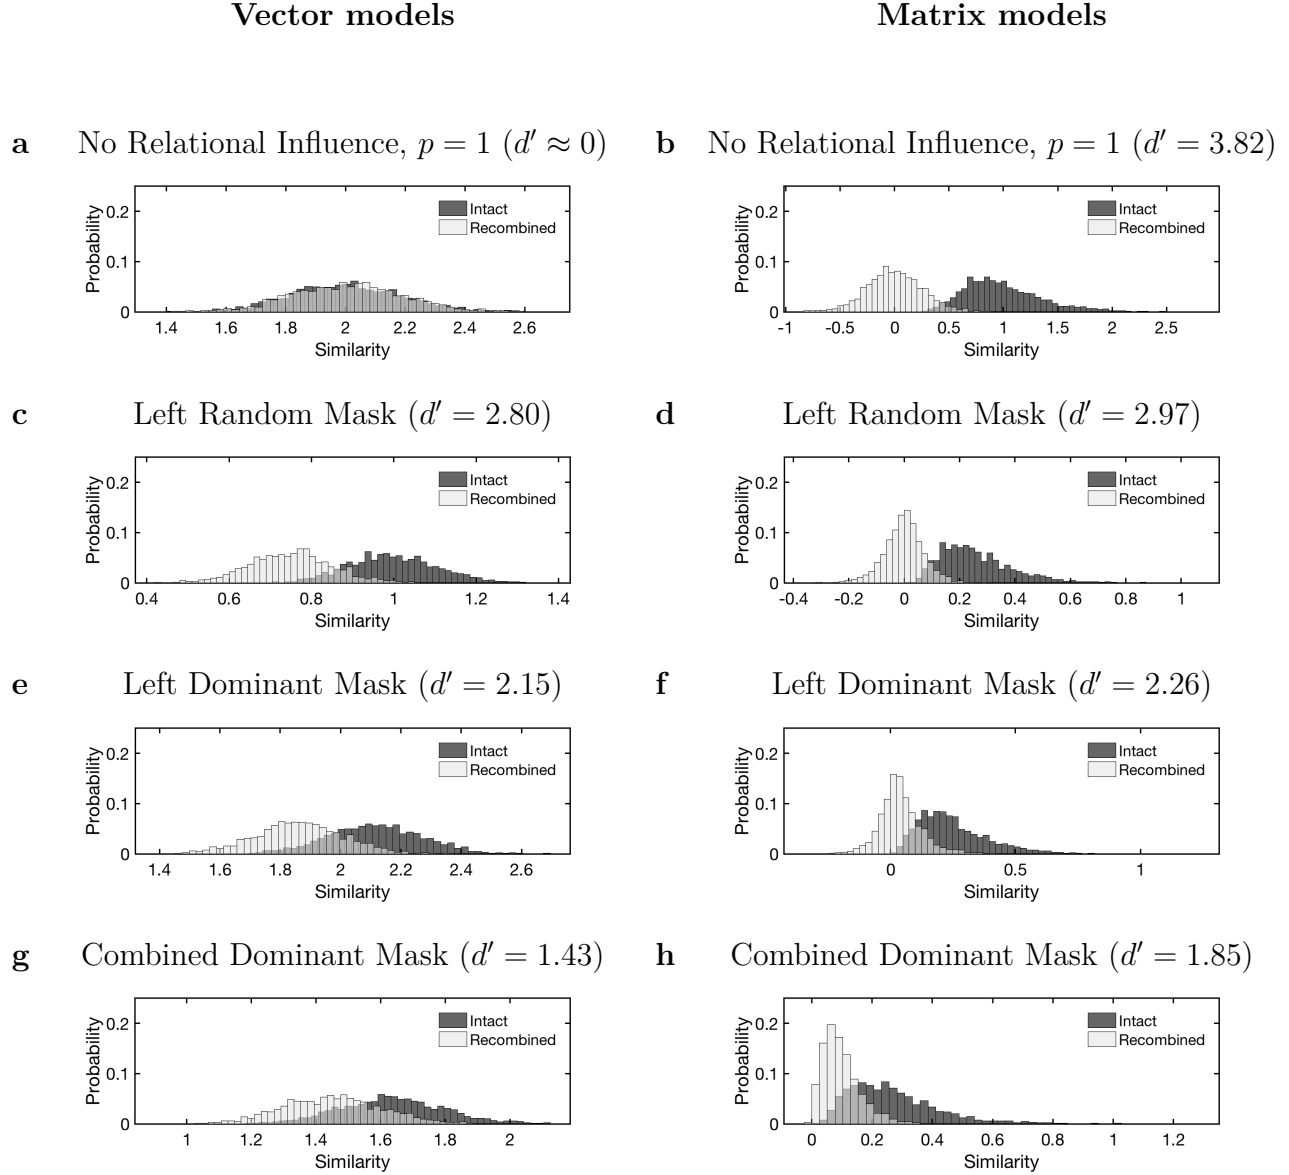 Vector models
Matrix models
a No Relational Influence, p = 1 (d′ ≈ 0)
0.2
0.1
0
Probability
Intact
Recombined
1.4 1.6 1.8 2 2.2 2.4 2.6
Similarity
b No Relational Influence, p = 1 (d′ = 3.82)
0.2
0.1
0
Probability
Intact
Recombined
-1 -0.5 0 0.5 1 1.5 2 2.5
Similarity
c Left Random Mask (d′ = 2.80)
0.2
0.1
0
Probability
Intact
Recombined
0.4 0.6 0.8 1 1.2 1.4
Similarity
d Left Random Mask (d′ = 2.97)
0.2
0.1
0
Probability
Intact
Recombined
-0.4 -0.2 0 0.2 0.4 0.6 0.8 1
Similarity
e Left Dominant Mask (d′ = 2.15)
0.2
0.1
0
Probability
Intact
Recombined
1.4 1.6 1.8 2 2.2 2.4 2.6
Similarity
f Left Dominant Mask (d′ = 2.26)
0.2
0.1
0
Probability
Intact
Recombined
0 0.5 1
Similarity
g Combined Dominant Mask (d′ = 1.43)
0.2
0.1
0
Probability
Intact
Recombined
1 1.2 1.4 1.6 1.8 2
Similarity
h Combined Dominant Mask (d′ = 1.85)
0.2
0.1
0
Probability
Intact
Recombined
0 0.2 0.4 0.6 0.8 1 1.2
Similarity